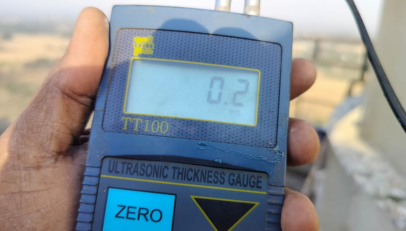 0.2
TT100
ULTRASONIC THICKNESS GAUGE
ZERO